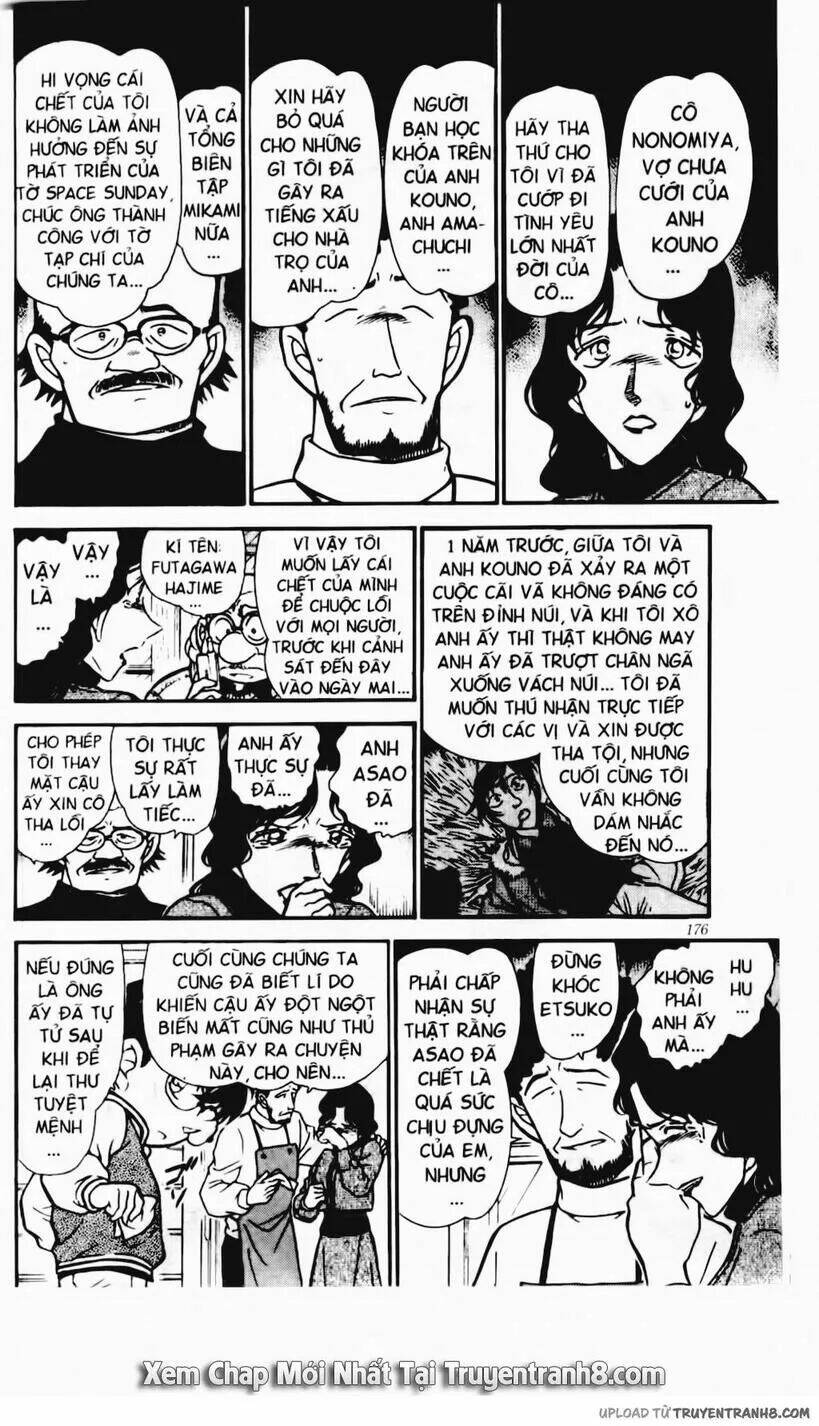 CÔ
NONOMIYA,
VỢ CHƯA
CƯỚI CỦA
ANH
KOUNO
...
HÃY THA
THỨ CHO
TÔI VÌ ĐÃ
CƯỚP ĐI
TÌNH YÊU
LỚN NHẤT
ĐỜI CỦA
CÔ...
NGƯỜI
BẠN HỌC
KHÓA TRÊN
CỦA ANH
KOUNO,
ANH AMA-
CHUCHI
...
XIN HÃY
BỎ QUÁ
CHO NHỮNG
GÌ TÔI ĐÃ
GÂY RA
TIẾNG XẤU
CHO NHÀ
TRỌ CỦA
ANH...
VÀ CẢ
TỔNG
BIÊN
TẬP
MIKAMI
NỮA
...
HI VỌNG CÁI
CHẾT CỦA TÔI
KHÔNG LÀM ẢNH
HƯỞNG ĐẾN SỰ
PHÁT TRIỂN CỦA
TỜ SPACE SUNDAY,
CHÚC ÔNG THÀNH
CÔNG VỚI TỜ
TẠP CHÍ CỦA
CHÚNG TA...
1 NĂM TRƯỚC, GIỮA TÔI VÀ
ANH KOUNO ĐÃ XẢY RA MỘT
CUỘC CÃI VÃ KHÔNG ĐÁNG CÓ
TRÊN ĐỈNH NÚI, VÀ KHI TÔI XÔ
ANH ẤY THÌ THẬT KHÔNG MAY
ANH ẤY ĐÃ TRƯỢT CHÂN NGÃ
XUỐNG VÁCH NÚI... TÔI ĐÃ
MUỐN THÚ NHẬN TRỰC TIẾP
VỚI CÁC VỊ VÀ XIN ĐƯỢC
THA TỘI, NHƯNG
CUỐI CÙNG TÔI
VẪN KHÔNG
DÁM NHẮC
ĐẾN NÓ...
VÌ VẬY TÔI
MUỐN LẤY CÁI
CHẾT CỦA MÌNH
ĐỂ CHUỘC LỖI
VỚI MỌI NGƯỜI,
TRƯỚC KHI CẢNH
SÁT ĐẾN ĐÂY
VÀO NGÀY MAI...
KÍ TÊN:
FUTAGAWA
HAJIME
...
VẬY
...
VẬY
LÀ
...
ANH
ASAO
ĐÃ
...
ANH ẤY
THỰC SỰ
ĐÃ...
TÔI THỰC
SỰ RẤT
LẤY LÀM
TIẾC...
CHO PHÉP
TÔI THAY
MẶT CẬU
ẤY XIN CÔ
THA LỖI
...
176
HU
HU
...
KHÔNG
PHẢI
ANH ẤY
MÀ...
ĐỪNG
KHÓC
ETSUKO
...
PHẢI CHẤP
NHẬN SỰ
THẬT RẰNG
ASAO ĐÃ
CHẾT LÀ
QUÁ SỨC
CHỊU ĐỰNG
CỦA EM,
NHƯNG
...
CUỐI CÙNG CHÚNG TA
CŨNG ĐÃ BIẾT LÍ DO
KHIẾN CẬU ẤY ĐỘT NGỘT
BIẾN MẤT CŨNG NHƯ THỦ
PHẠM GÂY RA CHUYỆN
NÀY, CHO NÊN...
NẾU ĐÚNG
LÀ ÔNG
ẤY ĐÃ TỰ
TỬ SAU
KHI ĐỂ
LẠI THƯ
TUYỆT
MỆNH
...
Xem Chap Mới Nhất Tại Truyentranh8.com
UPLOAD TỪ TRUYENTRANH8.COM